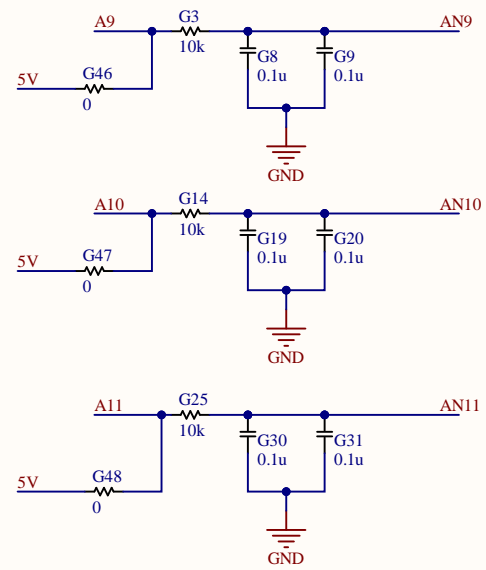 A9 G3 AN9
10k
G8 G9
0.1u 0.1u
5V G46
0
GND
A10 G14 AN10
10k
G19 G20
0.1u 0.1u
5V G47
0
GND
A11 G25 AN11
10k
G30 G31
0.1u 0.1u
5V G48
0
GND